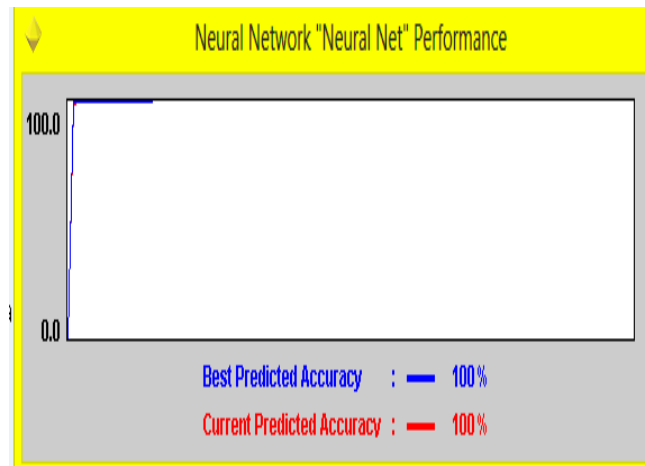 Neural Network "Neural Net" Performance
100.0
0.0
Best Predicted Accuracy : 100%
Current Predicted Accuracy : 100%